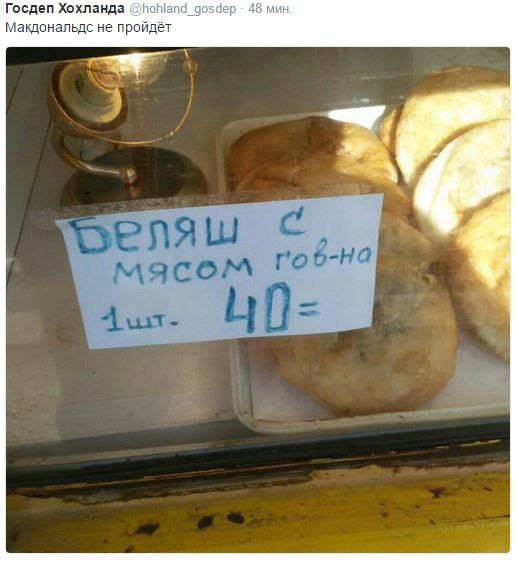 Госдеп Хохланда @hohland_gosdep · 48 мин.
Макдональдс не пройдёт
Беляш с
мясом гов-на
1шт. 40=